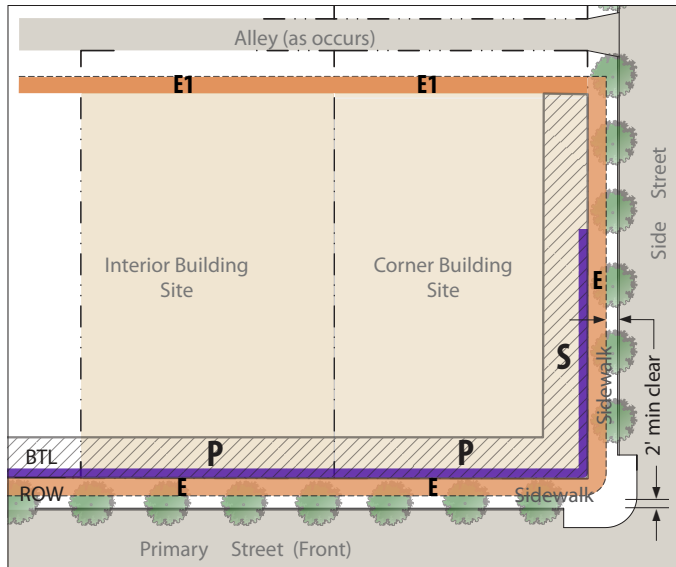 Alley (as occurs)
E1
E1
Side Street
Interior Building
Site
Corner Building
Site
E
S
Sidewalk
2' min clear
P
P
BTL
ROW
E
E
Sidewalk
Primary Street (Front)